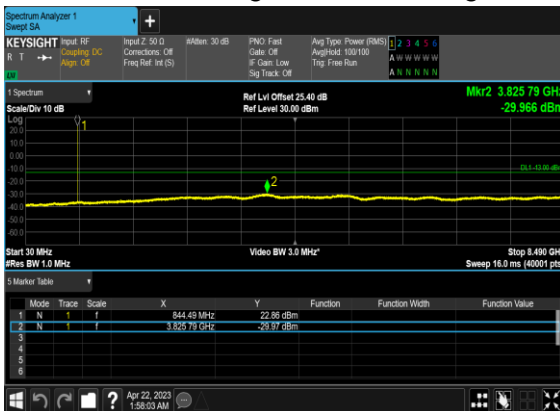 Spectrum Analyzer 1
Swept SA
KEYSIGHT Input: RF Input Z: 50 Ω #Atten: 30 dB PNO: Fast Avg Type: Power (RMS) 1 2 3 4 5 6
R T Coupling: DC Corrections: Off Gate: Off Avg|Hold: 100/100 A W W W W W
Align: Off Freq Ref: Int (S) IF Gain: Low Trig: Free Run
LV Sig Track: Off A N N N N N
1 Spectrum Ref Lvl Offset 25.40 dB Mkr2 3.825 79 GHz
Scale/Div 10 dB Ref Level 30.00 dBm -29.966 dB
Log
20.0
10.0
0.00
-10.0
-20.0
-30.0
-40.0
-50.0
-60.0
1
2
DL1 -13.00 dB
Start 30 MHz Video BW 3.0 MHz* Stop 8.490 GH
#Res BW 1.0 MHz Sweep 16.0 ms (40001 pts
5 Marker Table
Mode Trace Scale X Y Function Function Width Function Value
1 N 1 f 844.49 MHz 22.86 dBm
2 N 1 f 3.825 79 GHz -29.97 dBm
3
4
5
6
? Apr 22, 2023
1:58:03 AM